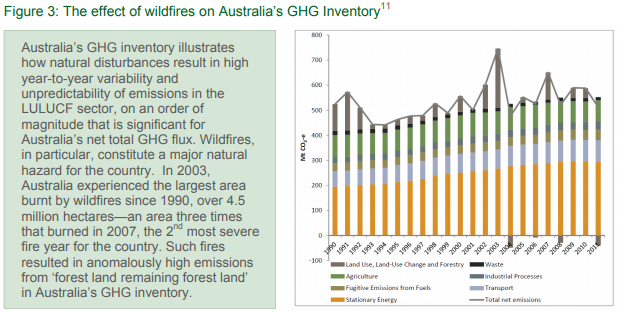 Figure 3: The effect of wildfires on Australia's GHG Inventory11
Australia's GHG inventory illustrates
how natural disturbances result in high
year-to-year variability and
unpredictability of emissions in the
LULUCF sector, on an order of
magnitude that is significant for
Australia's net total GHG flux. Wildfires,
in particular, constitute a major natural
hazard for the country. In 2003,
Australia experienced the largest area
burnt by wildfires since 1990, over 4.5
million hectares—an area three times
that burned in 2007, the 2nd most severe
fire year for the country. Such fires
resulted in anomalously high emissions
from 'forest land remaining forest land'
in Australia's GHG inventory.
800
700
600
500
400
300
200
100
0
-100
Mt CO2-e
1990 1991 1992 1993 1994 1995 1996 1997 1998 1999 2000 2001 2002 2003 2004 2005 2006 2007 2008 2009 2010
Land Use, Land-Use Change and Forestry Waste
Agriculture Industrial Processes
Fugitive Emissions from Fuels Transport
Stationary Energy Total net emissions